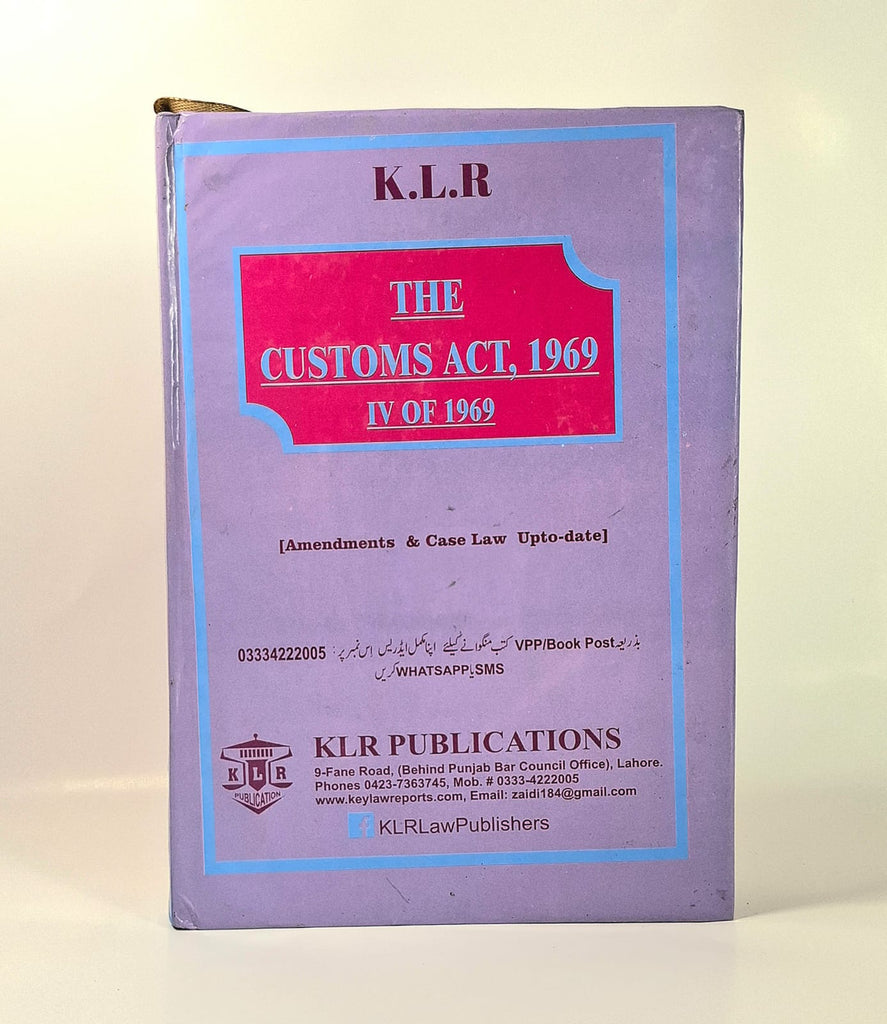 K.L.R
THE
CUSTOMS ACT, 1969
IV OF 1969
[Amendments & Case Law Upto-date]
بذریعہ VPP/Book Post کتب منگوانے کیلئے اپنا مکمل ایڈریس اِس نمبر پر: 03334222005
SMS یا WHATSAPP کریں
K L R
PUBLICATION
KLR PUBLICATIONS
9-Fane Road, (Behind Punjab Bar Council Office), Lahore.
Phones 0423-7363745, Mob. # 0333-4222005
www.keylawreports.com, Email: zaidi184@gmail.com
f KLRLawPublishers